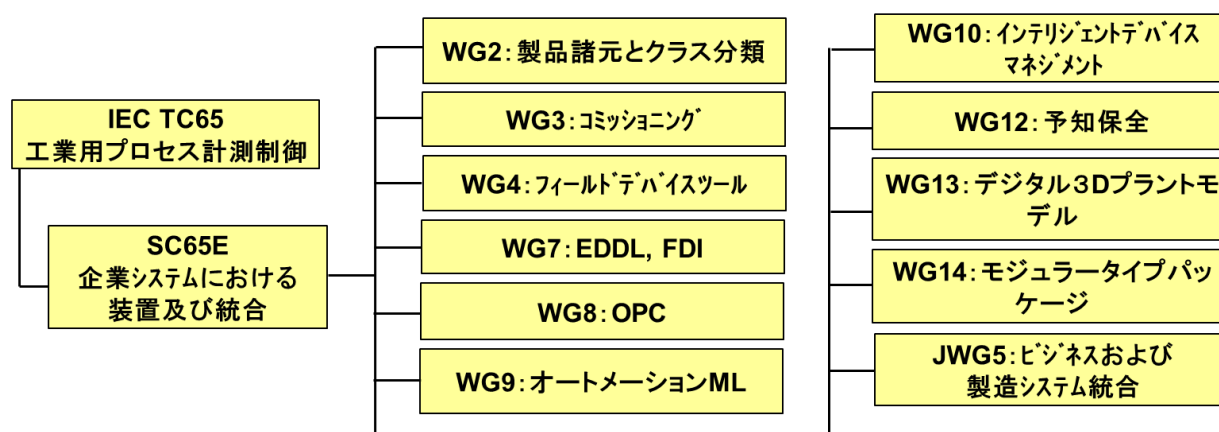 IEC TC65
工業用プロセス計測制御
SC65E
企業ｼｽﾃﾑにおける
装置及び統合
WG2：製品諸元とクラス分類
WG3：ｺﾐｯｼｮﾆﾝｸﾞ
WG4：ﾌｨｰﾙﾄﾞﾃﾞﾊﾞｲｽツール
WG7：EDDL, FDI
WG8：OPC
WG9：オートメーションML
WG10：ｲﾝﾃﾘｼﾞｪﾝﾄﾃﾞﾊﾞｲｽ
ﾏﾈｼﾞﾒﾝﾄ
WG12：予知保全
WG13：デジタル３Dプラントモ
デル
WG14：モジュラータイプパッ
ケージ
JWG5：ﾋﾞｼﾞﾈｽおよび
製造ｼｽﾃﾑ統合